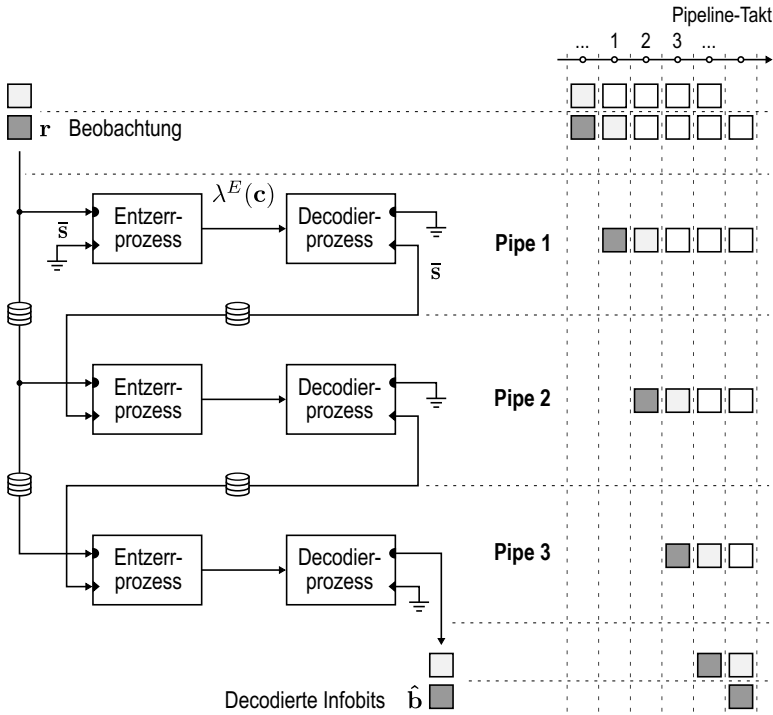 Pipeline-Takt
... 1 2 3 ...
r Beobachtung
λ^E(c)
Entzerr-
prozess
Decodier-
prozess
s̄
s̄
Pipe 1
Entzerr-
prozess
Decodier-
prozess
Pipe 2
Entzerr-
prozess
Decodier-
prozess
Pipe 3
Decodierte Infobits b̂